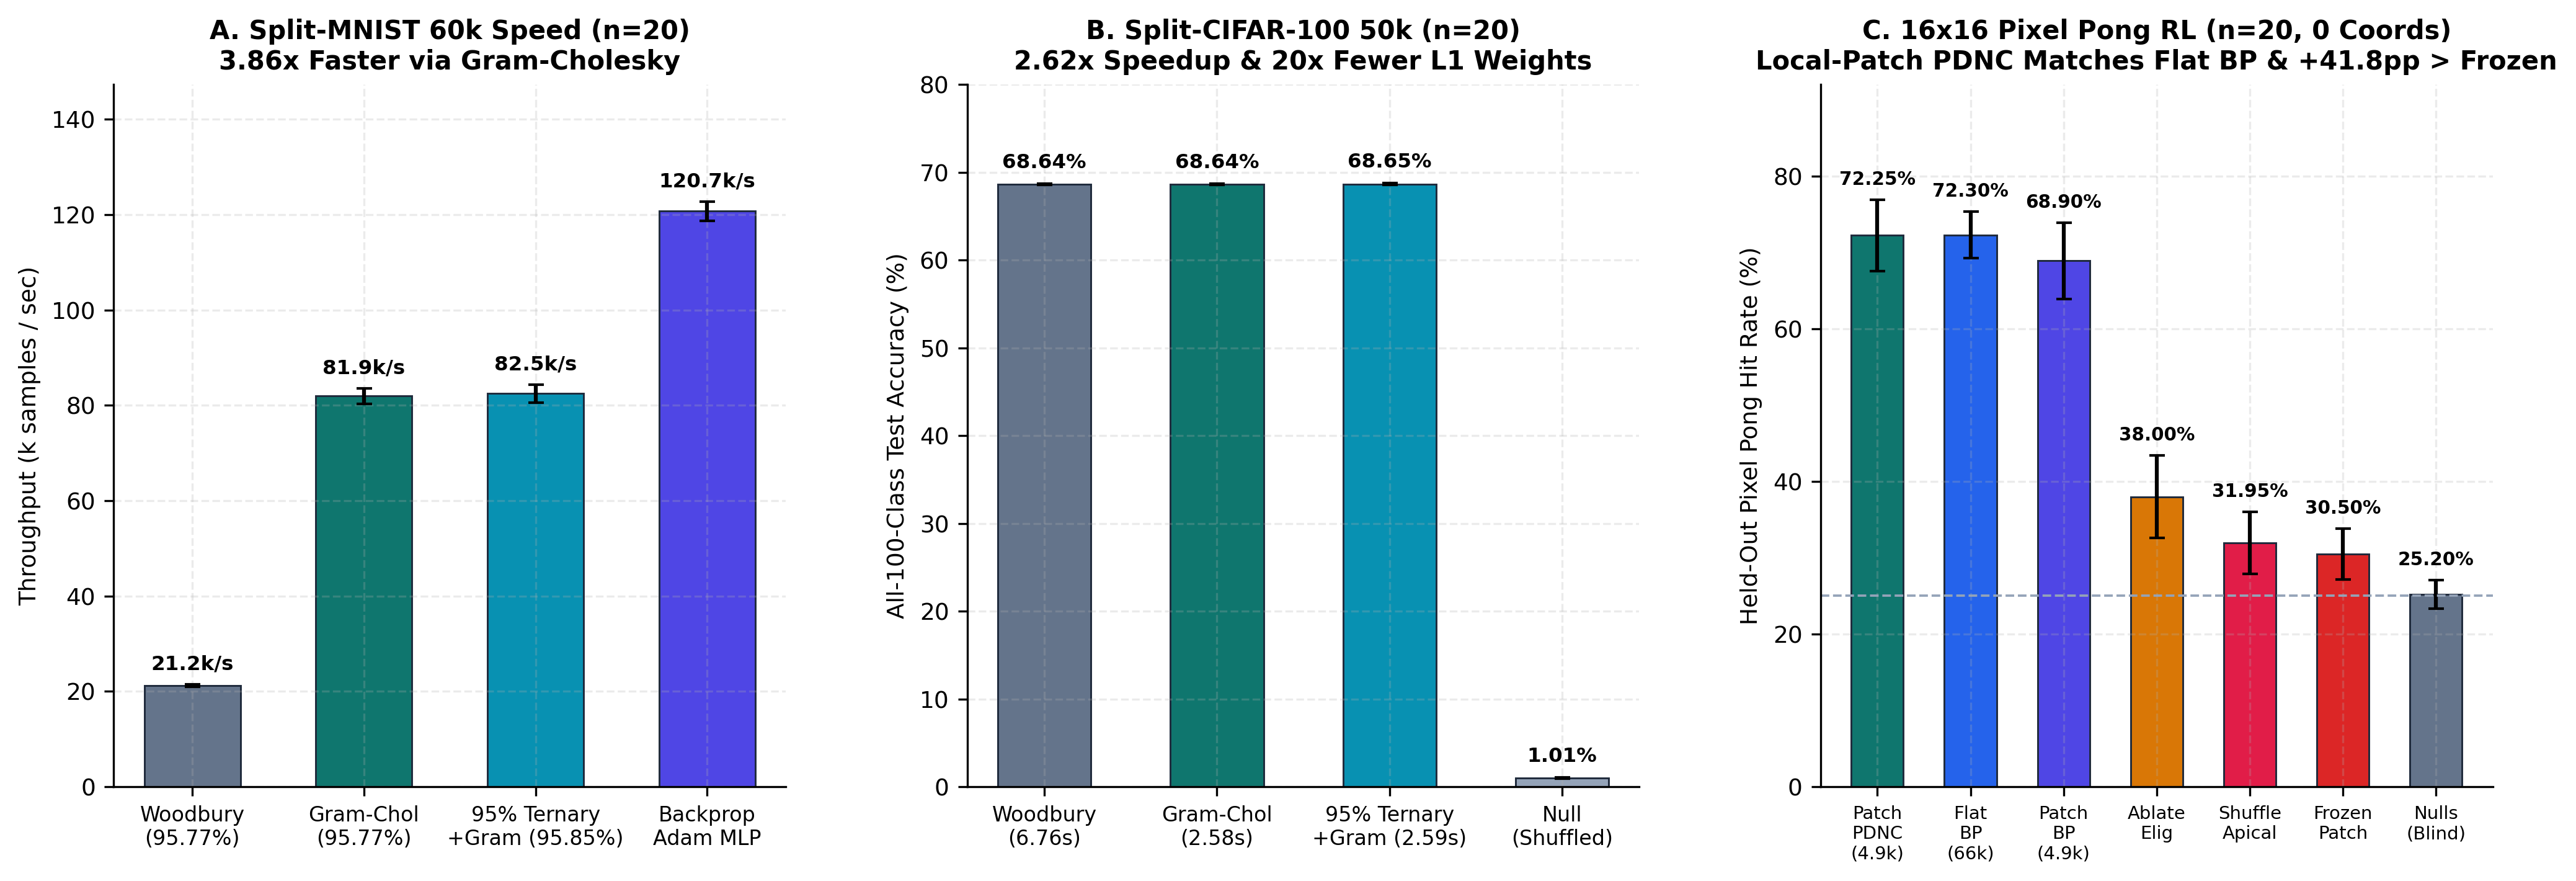 A. Split-MNIST 60k Speed (n=20)
3.86x Faster via Gram-Cholesky
Throughput (k samples / sec)
140
120
100
80
60
40
20
0
21.2k/s
81.9k/s
82.5k/s
120.7k/s
Woodbury
(95.77%)
Gram-Chol
(95.77%)
95% Ternary
+Gram (95.85%)
Backprop
Adam MLP
B. Split-CIFAR-100 50k (n=20)
2.62x Speedup & 20x Fewer L1 Weights
All-100-Class Test Accuracy (%)
80
70
60
50
40
30
20
10
0
68.64%
68.64%
68.65%
1.01%
Woodbury
(6.76s)
Gram-Chol
(2.58s)
95% Ternary
+Gram (2.59s)
Null
(Shuffled)
C. 16x16 Pixel Pong RL (n=20, 0 Coords)
Local-Patch PDNC Matches Flat BP & +41.8pp > Frozen
Held-Out Pixel Pong Hit Rate (%)
80
60
40
20
0
72.25%
72.30%
68.90%
38.00%
31.95%
30.50%
25.20%
Patch
PDNC
(4.9k)
Flat
BP
(66k)
Patch
BP
(4.9k)
Ablate
Elig
Shuffle
Apical
Frozen
Patch
Nulls
(Blind)